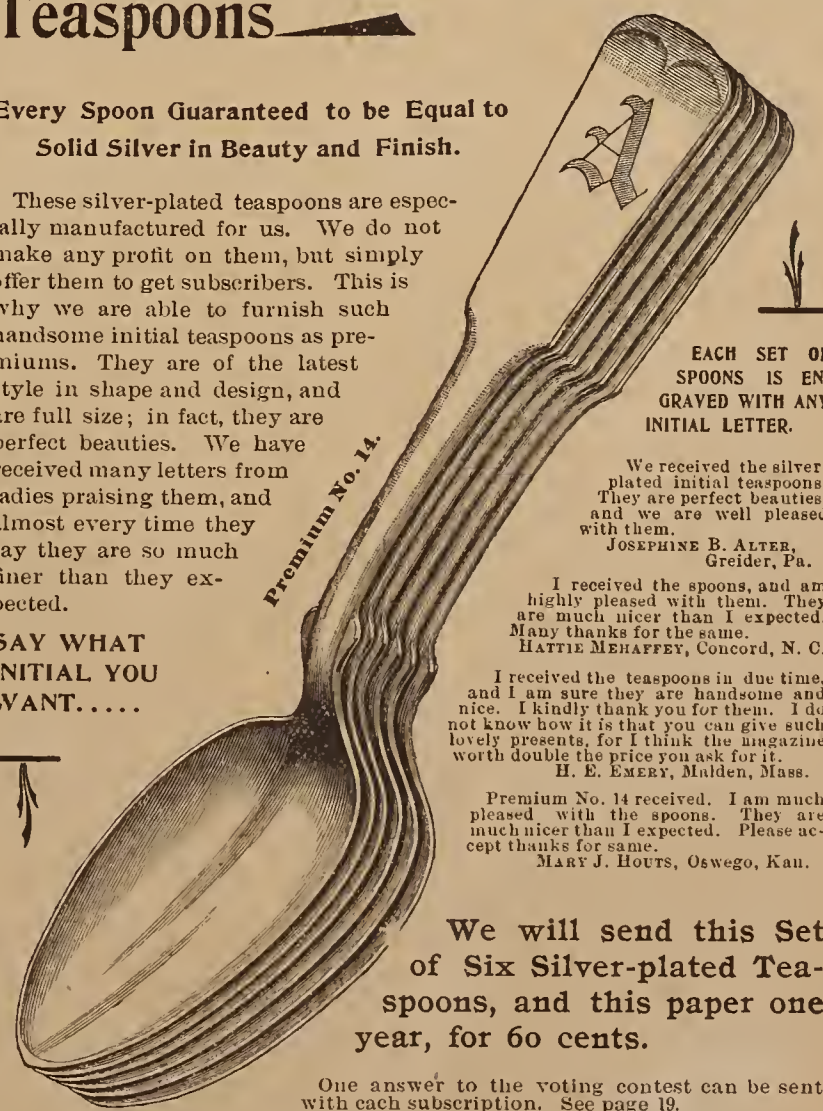 Teaspoons
Every Spoon Guaranteed to be Equal to
Solid Silver in Beauty and Finish.
These silver-plated teaspoons are espec-
ially manufactured for us. We do not
make any profit on them, but simply
offer them to get subscribers. This is
why we are able to furnish such
handsome initial teaspoons as pre-
miums. They are of the latest
style in shape and design, and
are full size; in fact, they are
perfect beauties. We have
received many letters from
ladies praising them, and
almost every time they
say they are so much
finer than they ex-
pected.
SAY WHAT
INITIAL YOU
WANT.....
Premium No. 14.
A
EACH SET OF
SPOONS IS EN-
GRAVED WITH ANY
INITIAL LETTER.
We received the silver-
plated initial teaspoons.
They are perfect beauties
and we are well pleased
with them.
JOSEPHINE B. ALTER,
Greider, Pa.
I received the spoons, and am
highly pleased with them. They
are much nicer than I expected.
Many thanks for the same.
HATTIE MEHAFFEY, Concord, N. C.
I received the teaspoons in due time,
and I am sure they are handsome and
nice. I kindly thank you for them. I do
not know how it is that you can give such
lovely presents, for I think the magazine
worth double the price you ask for it.
H. E. EMERY, Malden, Mass.
Premium No. 14 received. I am much
pleased with the spoons. They are
much nicer than I expected. Please ac-
cept thanks for same.
MARY J. HOUTS, Oswego, Kan.
We will send this Set
of Six Silver-plated Tea-
spoons, and this paper one
year, for 60 cents.
One answer to the voting contest can be sent
with each subscription. See page 19.